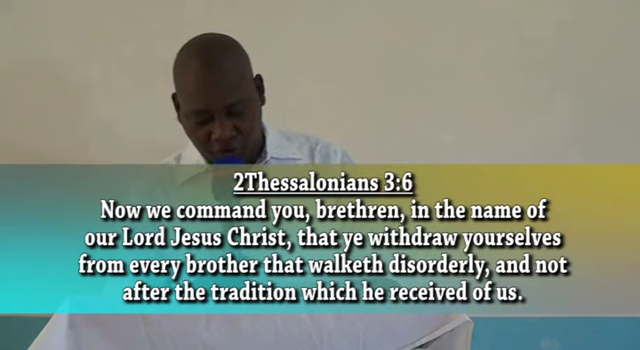 2Thessalonians 3:6
Now we command you, brethren, in the name of
our Lord Jesus Christ, that ye withdraw yourselves
from every brother that walketh disorderly, and not
after the tradition which he received of us.